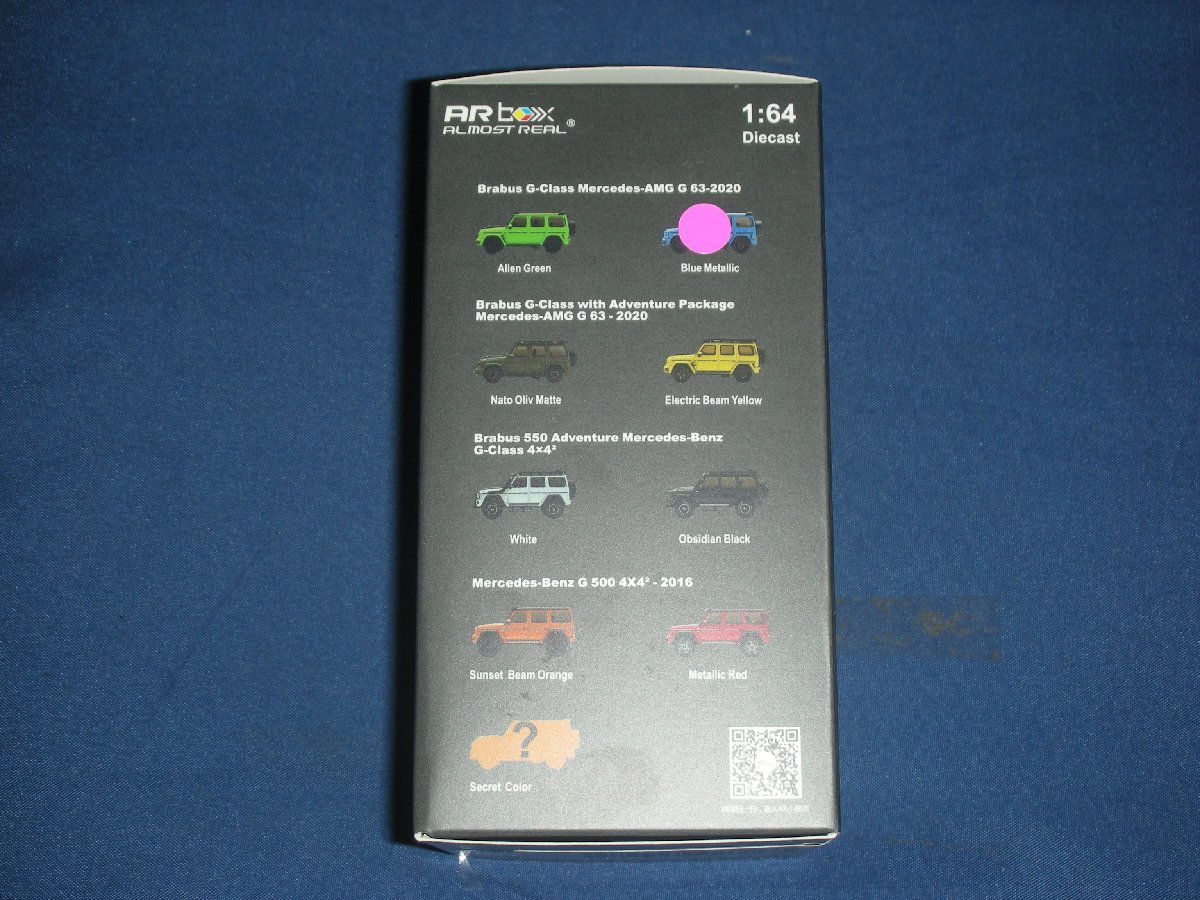 AR box
ALMOST REAL®
1:64
Diecast
Brabus G-Class Mercedes-AMG G 63-2020
Alien Green
Blue Metallic
Brabus G-Class with Adventure Package
Mercedes-AMG G 63 - 2020
Nato Oliv Matte
Electric Beam Yellow
Brabus 550 Adventure Mercedes-Benz
G-Class 4×4²
White
Obsidian Black
Mercedes-Benz G 500 4X4² - 2016
Sunset Beam Orange
Metallic Red
?
Secret Color